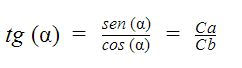 tg (α) = sen (α) / cos (α) = Ca / Cb